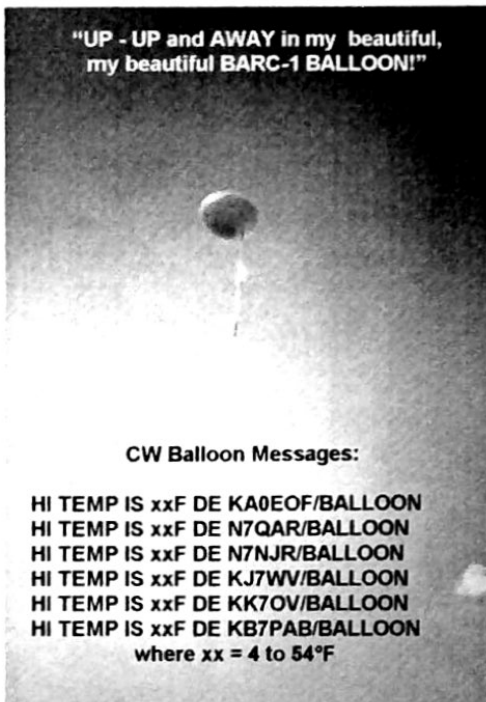 “UP - UP and AWAY in my beautiful,
my beautiful BARC-1 BALLOON!”
CW Balloon Messages:
HI TEMP IS xxF DE KA0EOF/BALLOON
HI TEMP IS xxF DE N7QAR/BALLOON
HI TEMP IS xxF DE N7NJR/BALLOON
HI TEMP IS xxF DE KJ7WV/BALLOON
HI TEMP IS xxF DE KK7OV/BALLOON
HI TEMP IS xxF DE KB7PAB/BALLOON
where xx = 4 to 54°F